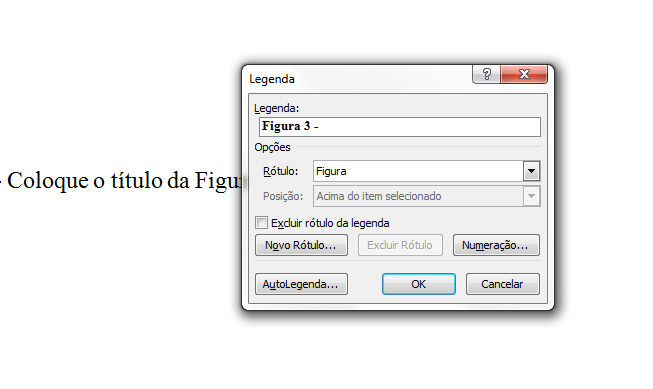 Legenda
Legenda:
Figura 3 -
Opções
- Coloque o título da Figur
Rótulo: Figura
Posição: Acima do item selecionado
Excluir rótulo da legenda
Novo Rótulo... Excluir Rótulo Numeração...
AutoLegenda... OK Cancelar